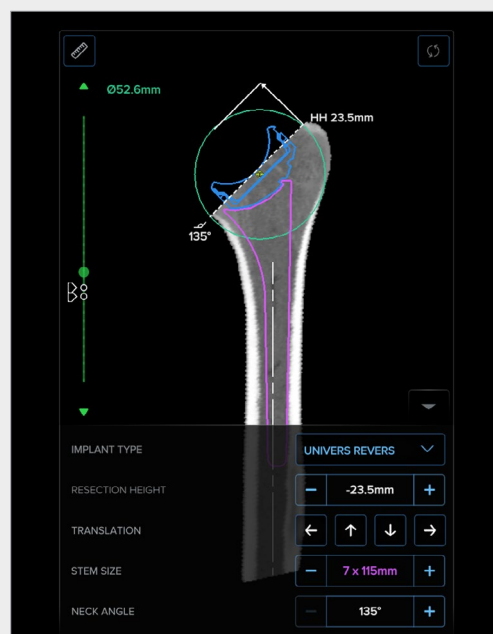 Ø52.6mm
HH 23.5mm
135°
IMPLANT TYPE
UNIVERS REVERS
RESECTION HEIGHT
-23.5mm
TRANSLATION
STEM SIZE
7 x 115mm
NECK ANGLE
135°